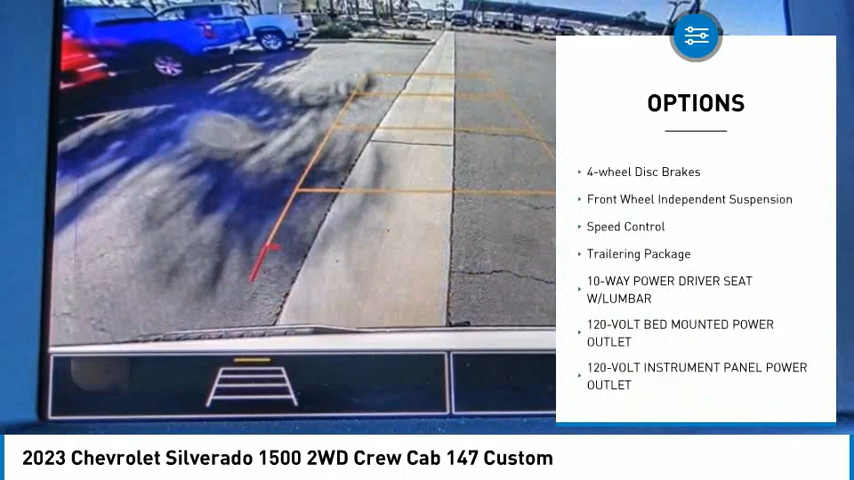 OPTIONS
4-wheel Disc Brakes
Front Wheel Independent Suspension
Speed Control
Trailering Package
10-WAY POWER DRIVER SEAT
W/LUMBAR
120-VOLT BED MOUNTED POWER
OUTLET
120-VOLT INSTRUMENT PANEL POWER
OUTLET
2023 Chevrolet Silverado 1500 2WD Crew Cab 147 Custom